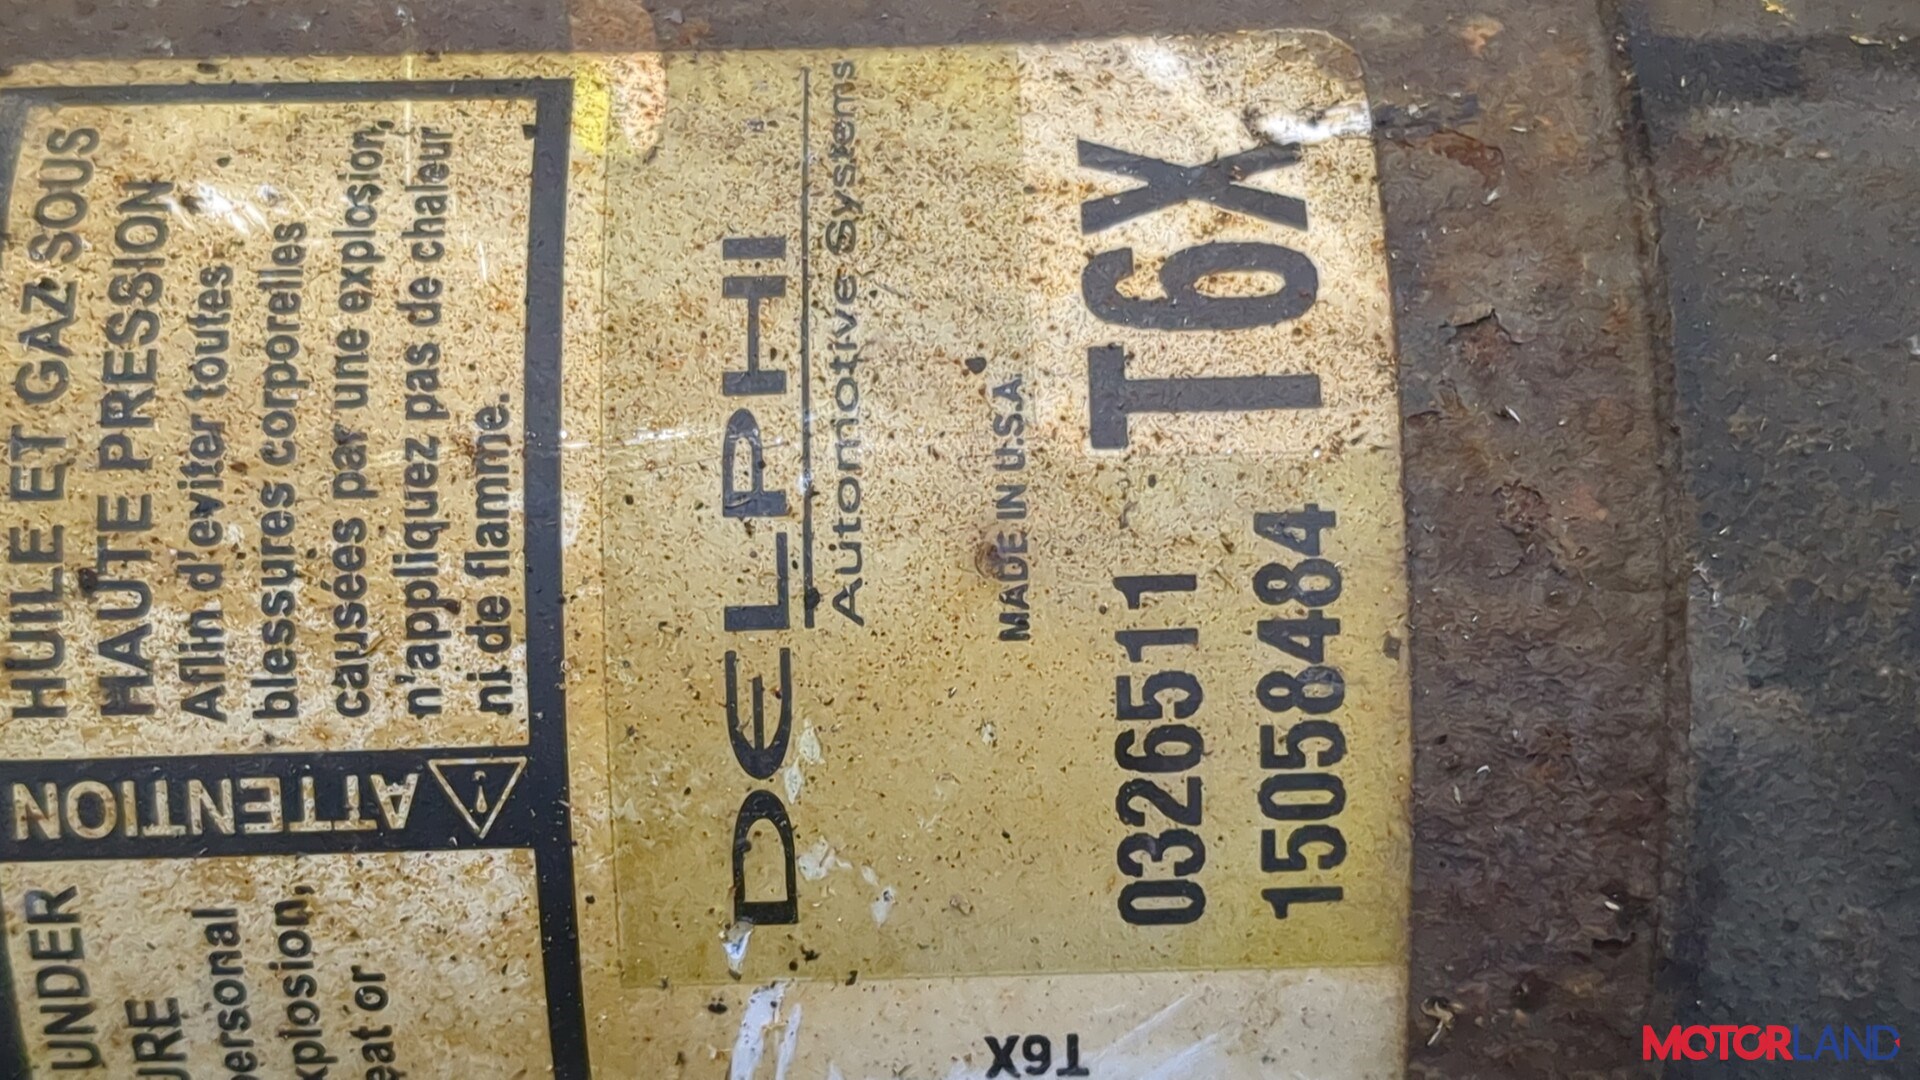 HUILE ET GAZ SOUS
HAUTE PRESSION
Afin d'eviter toutes
blessures corporelles
causées par une explosion,
n'appliquez pas de chaleur
ni de flamme.
ATTENTION
UNDER
URE
personal
xplosion,
eat or
DELPHI
Automotive Systems
MADE IN U.S.A.
0326511 T6X
15058484
T6X
MOTORLAND